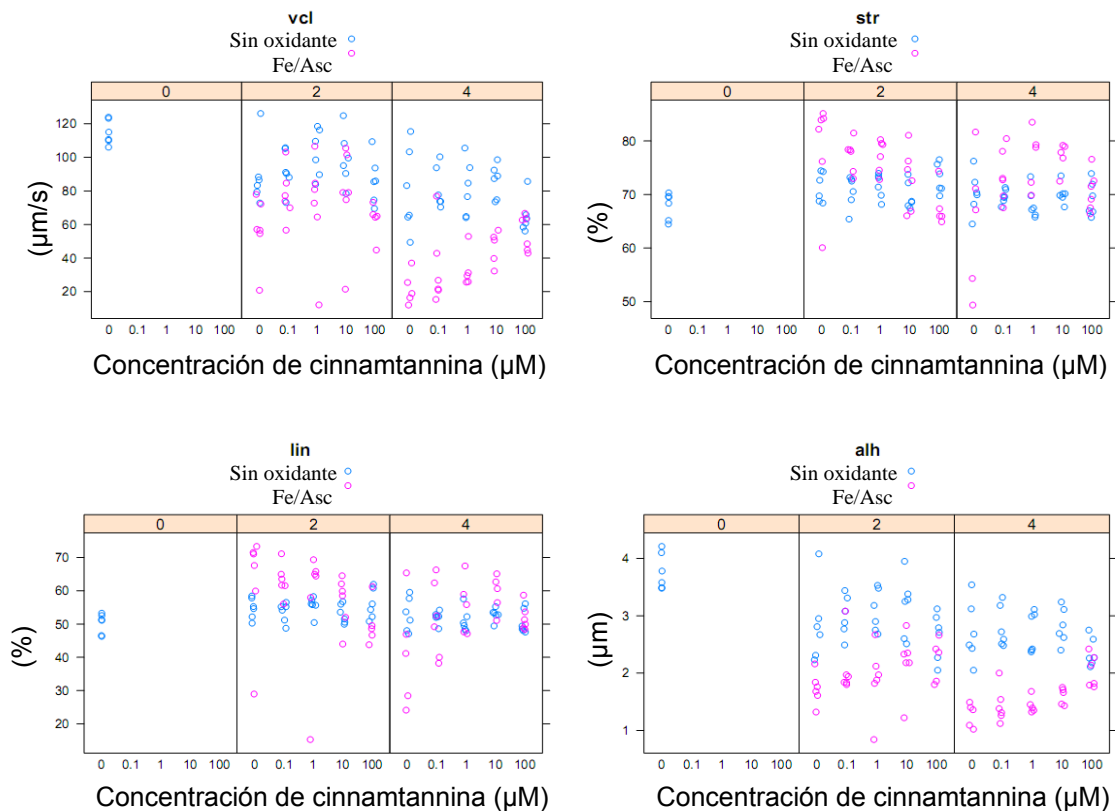 vcl
Sin oxidante
Fe/Asc
0 2 4
120
100
80
60
40
20
(µm/s)
0 0.1 1 10 100 0 0.1 1 10 100 0 0.1 1 10 100
Concentración de cinnamtannina (µM)
str
Sin oxidante
Fe/Asc
0 2 4
80
70
60
50
(%)
0 0.1 1 10 100 0 0.1 1 10 100 0 0.1 1 10 100
Concentración de cinnamtannina (µM)
lin
Sin oxidante
Fe/Asc
0 2 4
70
60
50
40
30
20
(%)
0 0.1 1 10 100 0 0.1 1 10 100 0 0.1 1 10 100
Concentración de cinnamtannina (µM)
alh
Sin oxidante
Fe/Asc
0 2 4
4
3
2
1
(µm)
0 0.1 1 10 100 0 0.1 1 10 100 0 0.1 1 10 100
Concentración de cinnamtannina (µM)